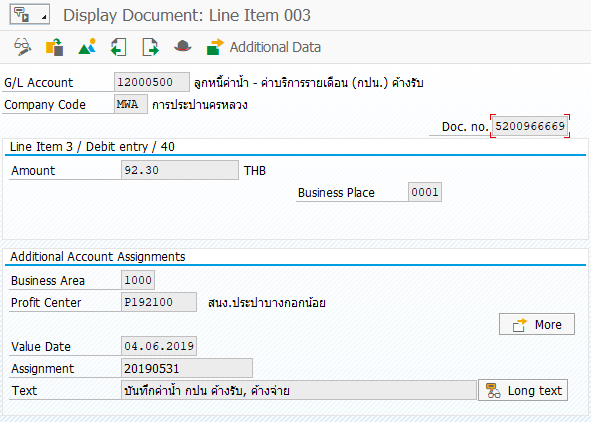 Display Document: Line Item 003
Additional Data
G/L Account 12000500 ลูกหนี้ค่าน้ำ - ค่าบริการรายเดือน (กปน.) ค้างรับ
Company Code MWA การประปานครหลวง
Doc. no. 5200966669
Line Item 3 / Debit entry / 40
Amount 92.30 THB
Business Place 0001
Additional Account Assignments
Business Area 1000
Profit Center P192100 สนง.ประปาบางกอกน้อย
More
Value Date 04.06.2019
Assignment 20190531
Text บันทึกค่าน้ำ กปน ค้างรับ, ค้างจ่าย Long text